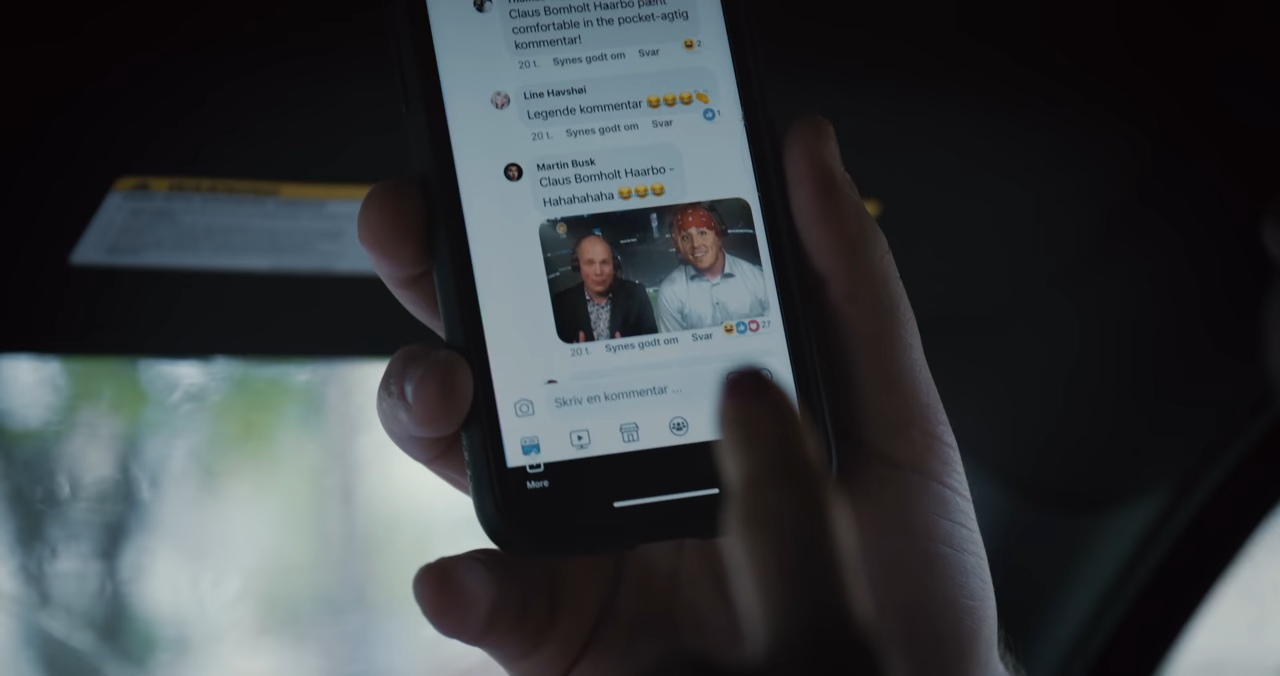 Claus Bomholt Haarbo pænt
comfortable in the pocket-agtig
kommentar!
20 t. Synes godt om Svar 2
Line Havshøi
Legende kommentar 😂😂😂👏
20 t. Synes godt om Svar 1
Martin Busk
Claus Bomholt Haarbo -
Hahahahaha 😂😂😂
20 t. Synes godt om Svar 27
Skriv en kommentar ...
More